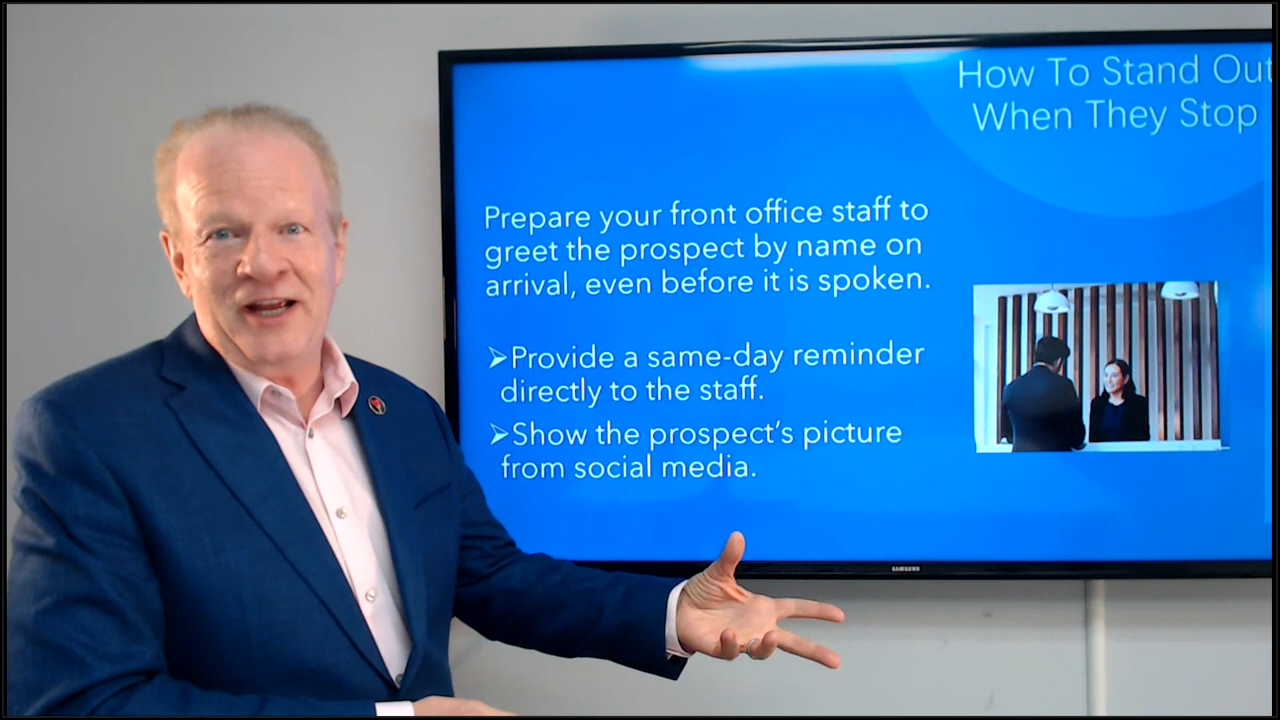 How To Stand Out
When They Stop
Prepare your front office staff to
greet the prospect by name on
arrival, even before it is spoken.
➢Provide a same-day reminder
directly to the staff.
➢Show the prospect's picture
from social media.
SAMSUNG